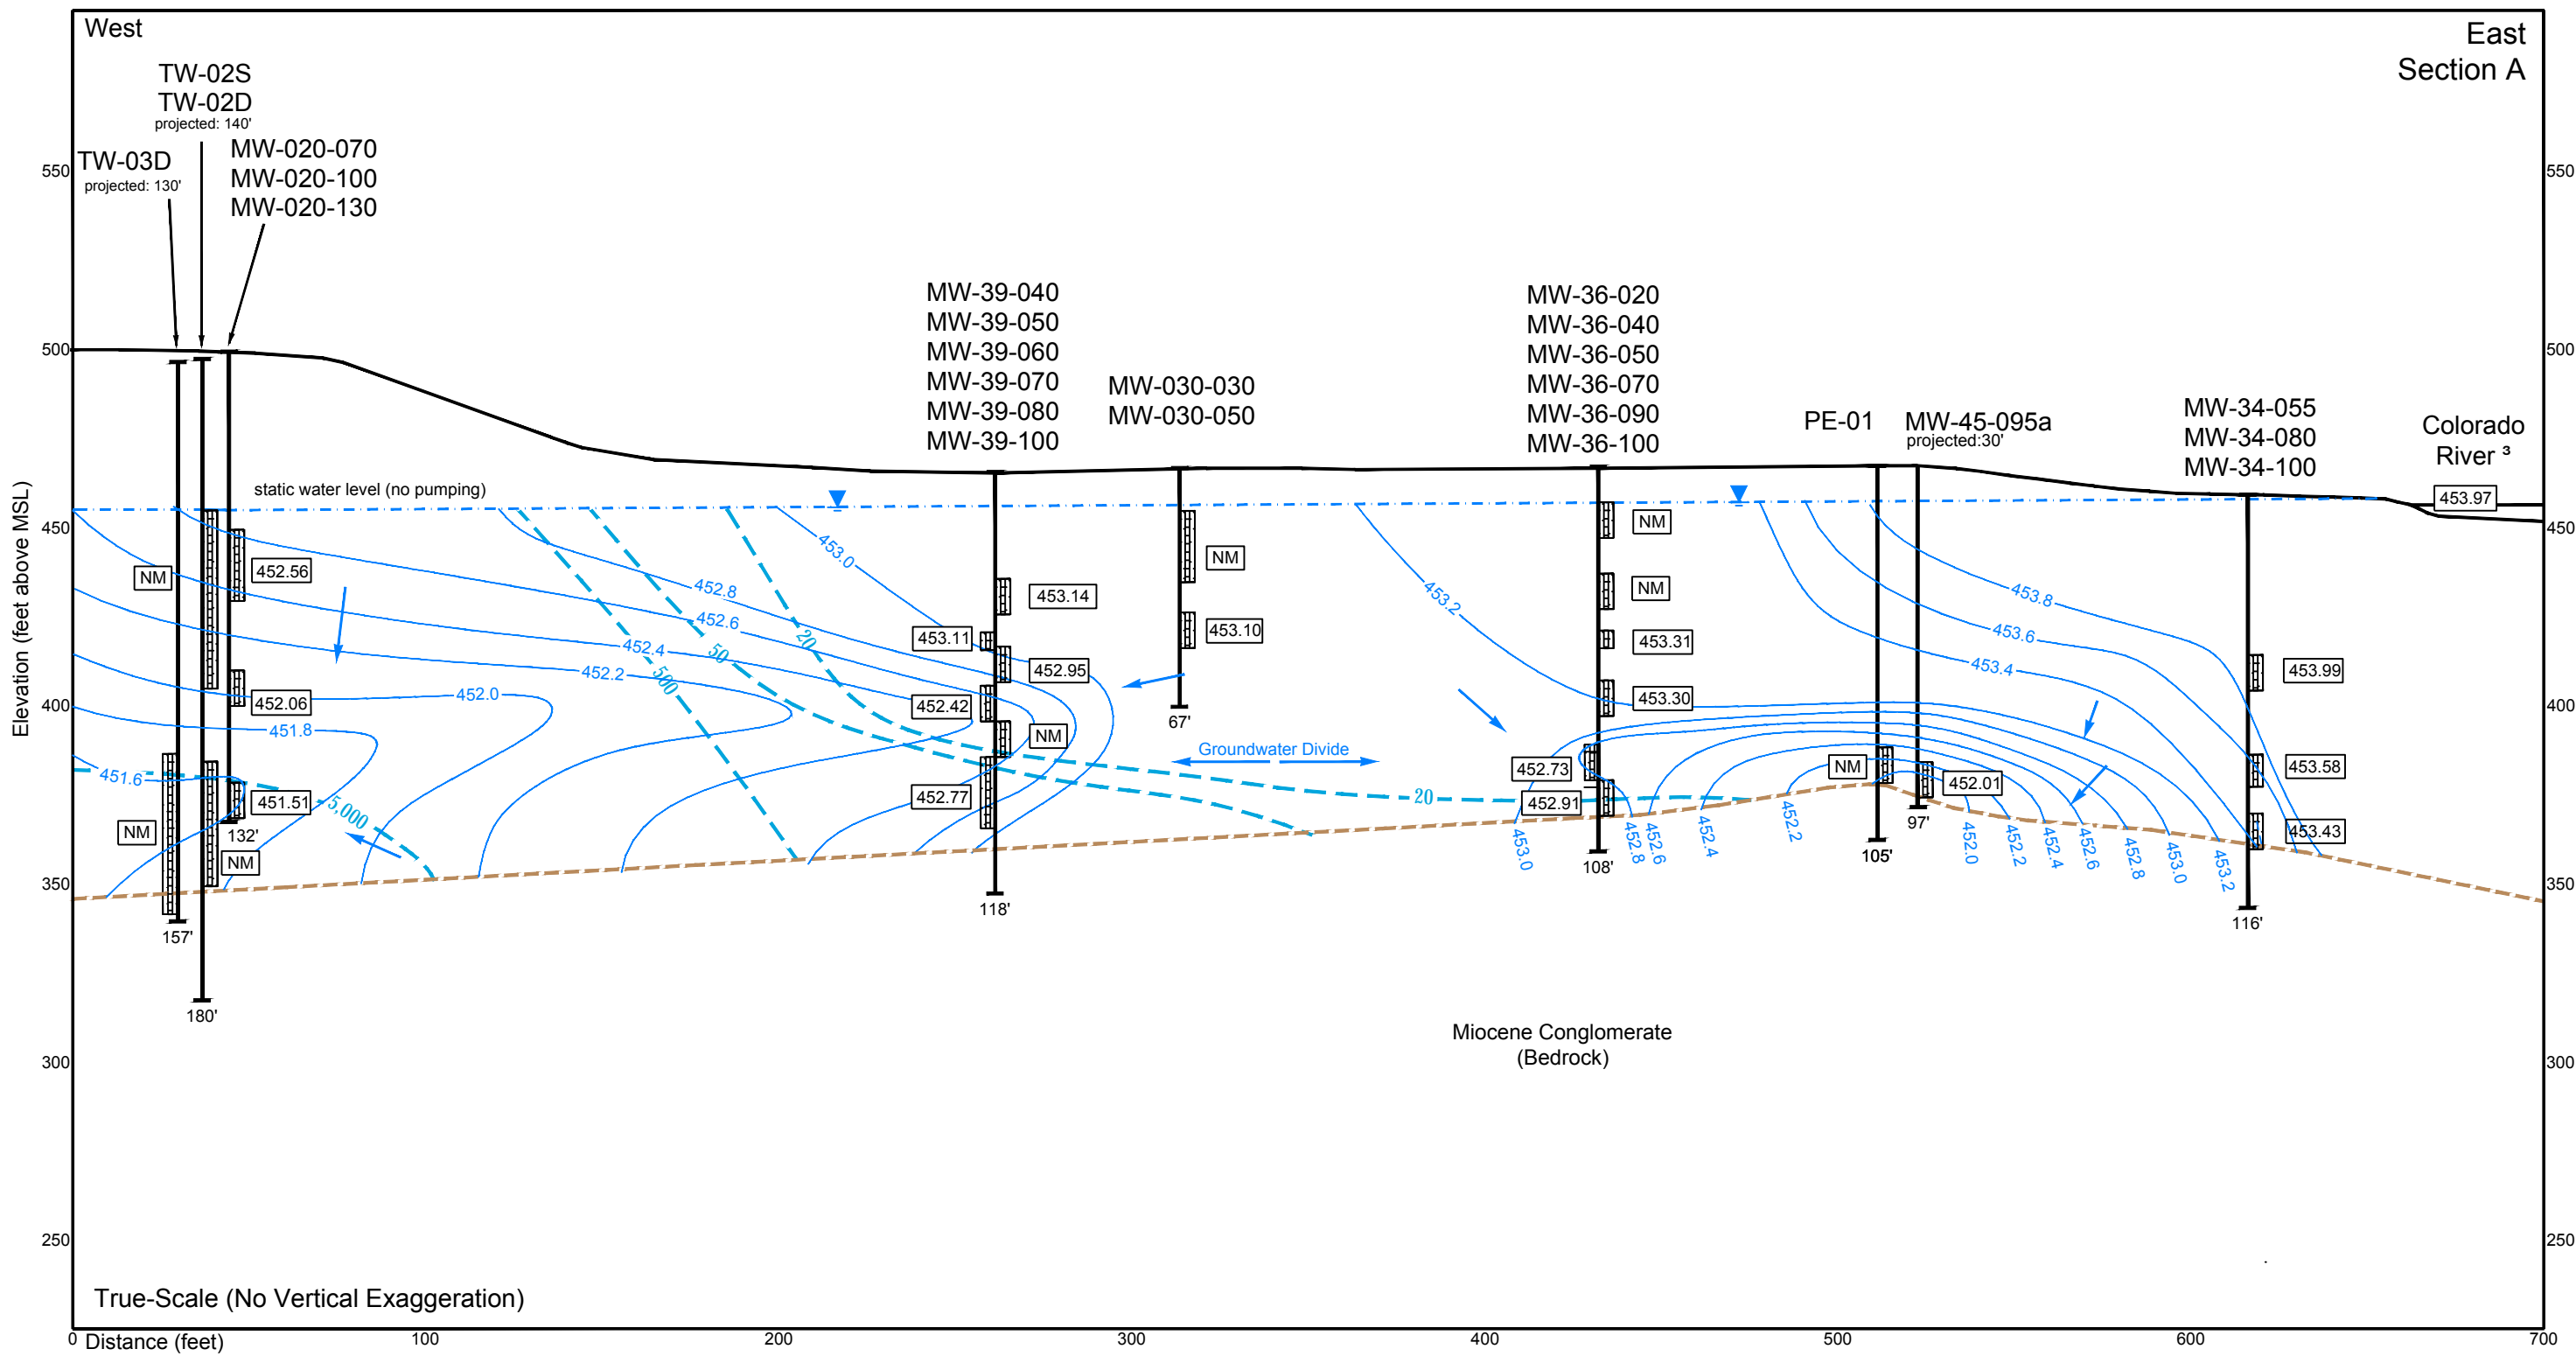 West
East
Section A
TW-02S
TW-02D
projected: 140'
TW-03D
projected: 130'
MW-020-070
MW-020-100
MW-020-130
MW-39-040
MW-39-050
MW-39-060
MW-39-070
MW-39-080
MW-39-100
MW-030-030
MW-030-050
MW-36-020
MW-36-040
MW-36-050
MW-36-070
MW-36-090
MW-36-100
PE-01
MW-45-095a
projected:30'
MW-34-055
MW-34-080
MW-34-100
Colorado
River ³
453.97
550
500
450
400
350
300
250
550
500
450
400
350
300
250
Elevation (feet above MSL)
static water level (no pumping)
NM
452.56
452.06
451.51
NM
NM
132'
157'
180'
453.14
453.11
452.95
452.42
NM
452.77
118'
NM
453.10
67'
NM
NM
453.31
453.30
452.73
452.91
108'
NM
105'
452.01
97'
453.99
453.58
453.43
116'
453.0
452.8
452.6
452.4
452.2
452.0
451.8
451.6
20
50
500
5,000
20
Groundwater Divide
453.2
453.8
453.6
453.4
453.0
452.8
452.6
452.4
452.2
452.0
452.2
452.4
452.6
452.8
453.0
453.2
Miocene Conglomerate
(Bedrock)
True-Scale (No Vertical Exaggeration)
0
100
200
300
400
500
600
700
Distance (feet)